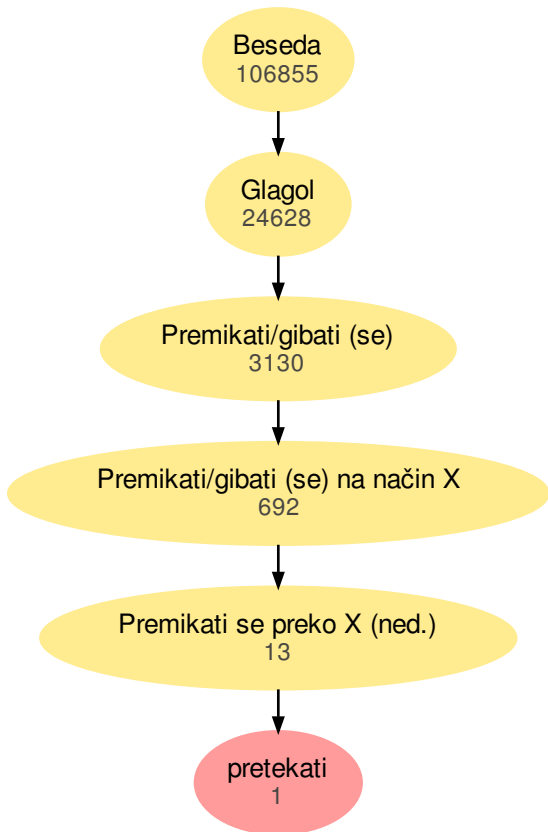 Beseda
106855
Glagol
24628
Premikati/gibati (se)
3130
Premikati/gibati (se) na način X
692
Premikati se preko X (ned.)
13
pretekati
1